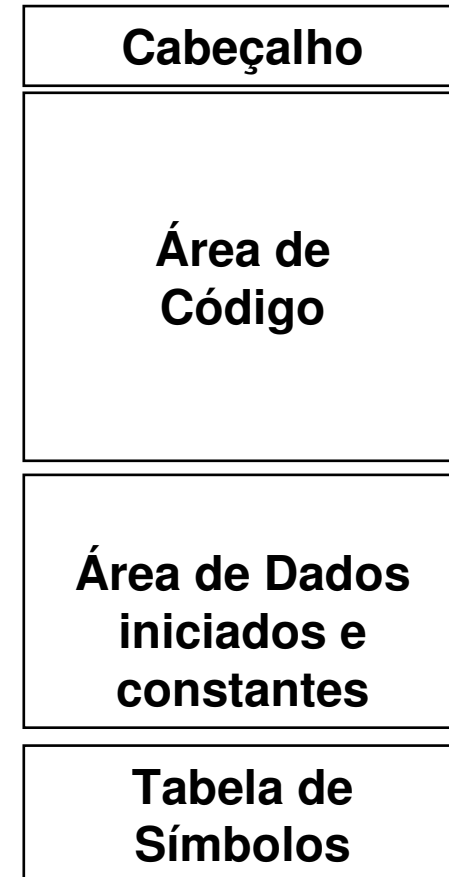 Cabeçalho
Área de
Código
Área de Dados
iniciados e
constantes
Tabela de
Símbolos